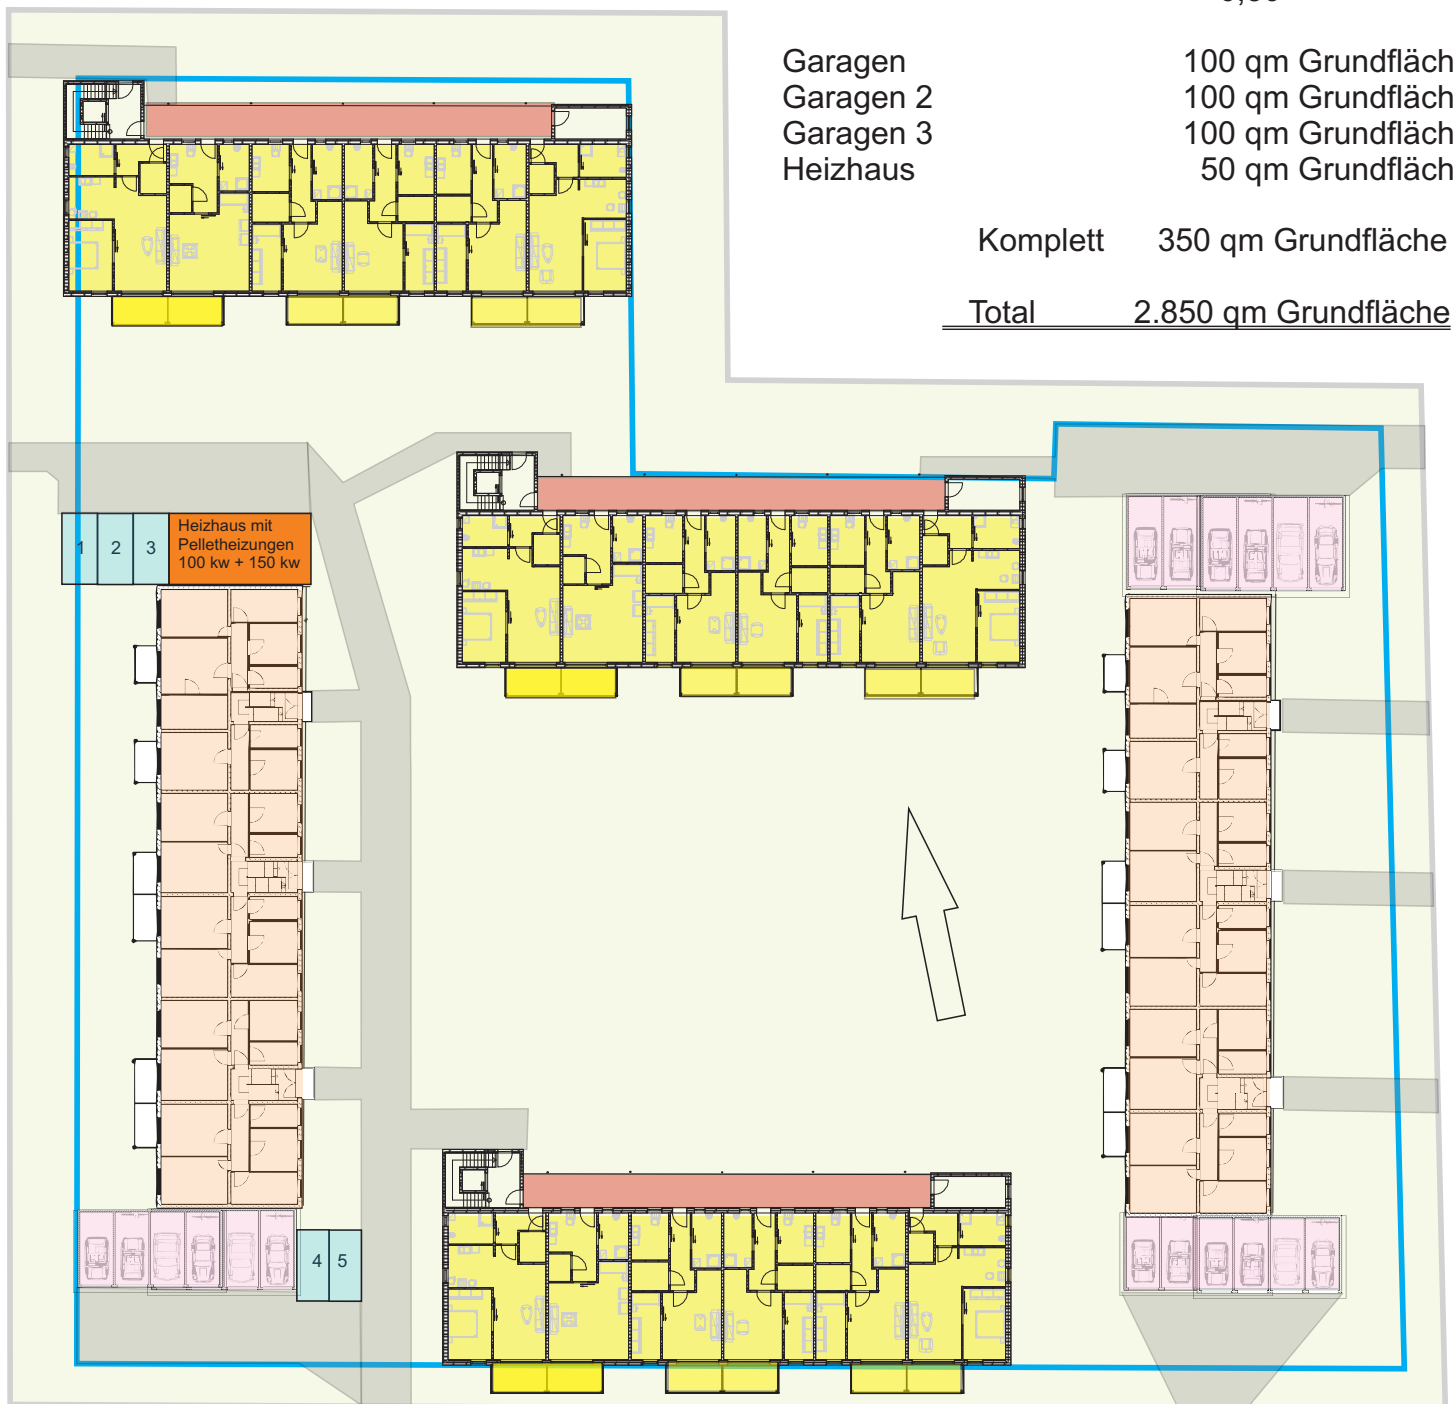 Garagen 100 qm Grundfläch
Garagen 2 100 qm Grundfläch
Garagen 3 100 qm Grundfläch
Heizhaus 50 qm Grundfläch
Komplett 350 qm Grundfläche
Total 2.850 qm Grundfläche
1 2 3
Heizhaus mit
Pelletheizungen
100 kw + 150 kw
4 5